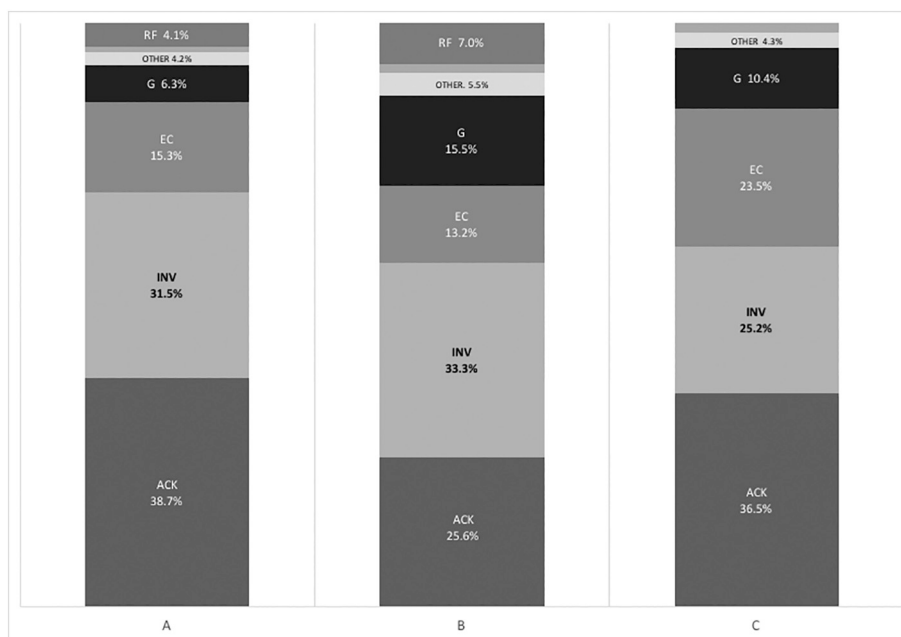 RF 4.1%
OTHER 4.2%
G 6.3%
EC
15.3%
INV
31.5%
ACK
38.7%
A
RF 7.0%
OTHER. 5.5%
G
15.5%
EC
13.2%
INV
33.3%
ACK
25.6%
B
OTHER 4.3%
G 10.4%
EC
23.5%
INV
25.2%
ACK
36.5%
C